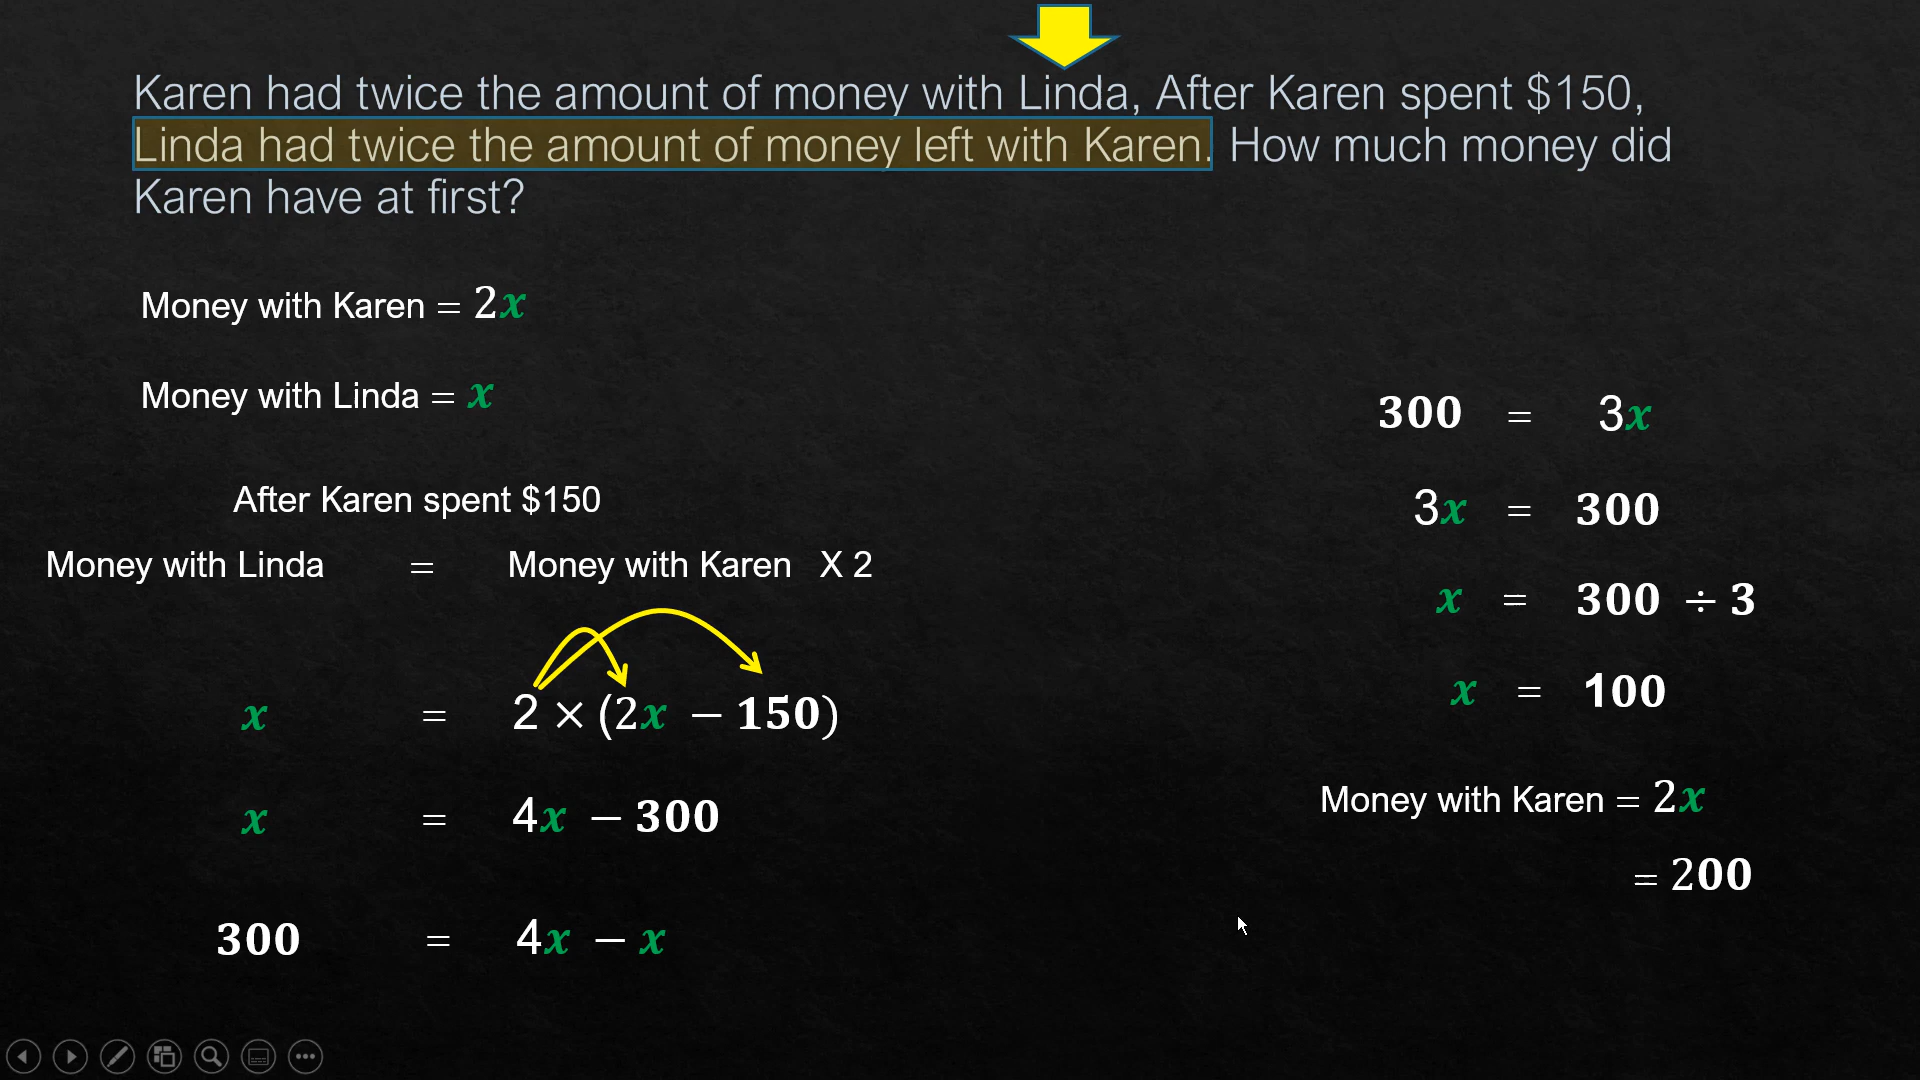 Karen had twice the amount of money with Linda, After Karen spent $150,
Linda had twice the amount of money left with Karen. How much money did
Karen have at first?
Money with Karen = 2x
Money with Linda = x
After Karen spent $150
Money with Linda = Money with Karen X 2
x = 2 × (2x − 150)
x = 4x − 300
300 = 4x − x
300 = 3x
3x = 300
x = 300 ÷ 3
x = 100
Money with Karen = 2x
= 200